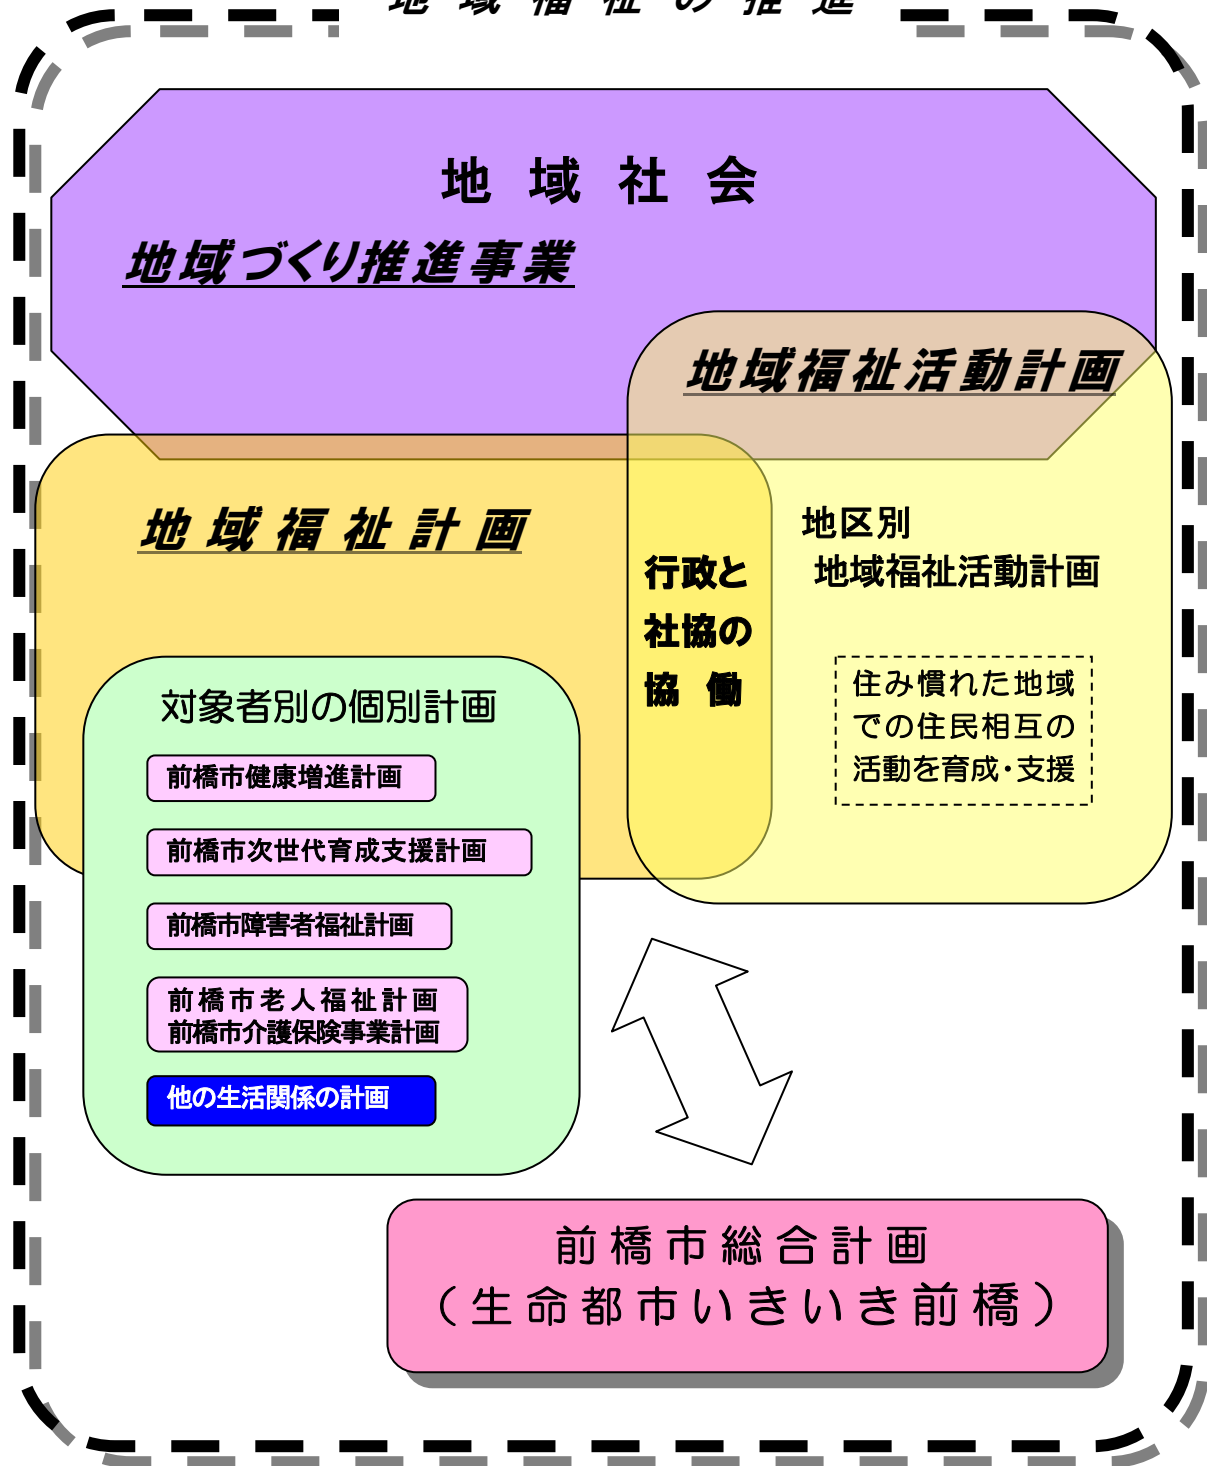 地域福祉の推進
地域社会
地域づくり推進事業
地域福祉活動計画
地域福祉計画
地区別
地域福祉活動計画
行政と
社協の
協働
住み慣れた地域
での住民相互の
活動を育成・支援
対象者別の個別計画
前橋市健康増進計画
前橋市次世代育成支援計画
前橋市障害者福祉計画
前橋市老人福祉計画
前橋市介護保険事業計画
他の生活関係の計画
前橋市総合計画
（生命都市いきいき前橋）